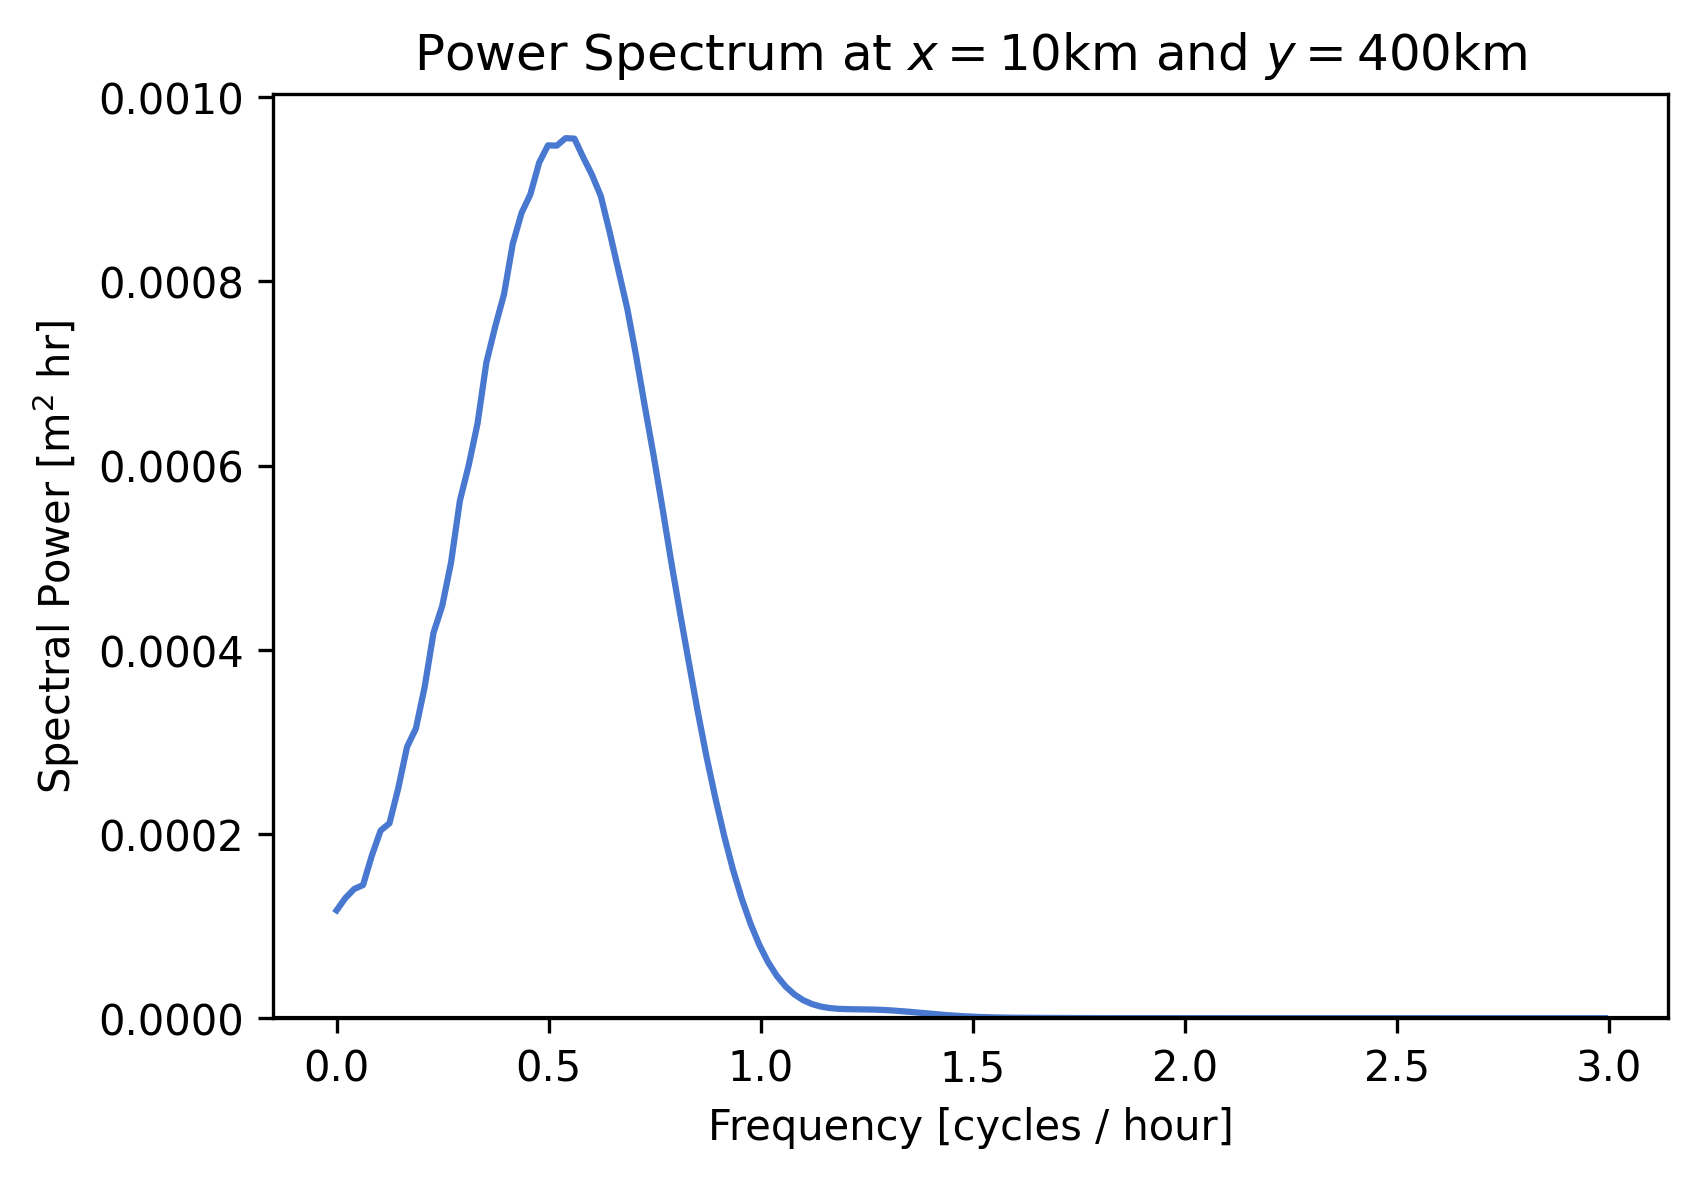 Power Spectrum at x = 10km and y = 400km
0.0010
0.0008
0.0006
0.0004
0.0002
0.0000
Spectral Power [m² hr]
0.0 0.5 1.0 1.5 2.0 2.5 3.0
Frequency [cycles / hour]